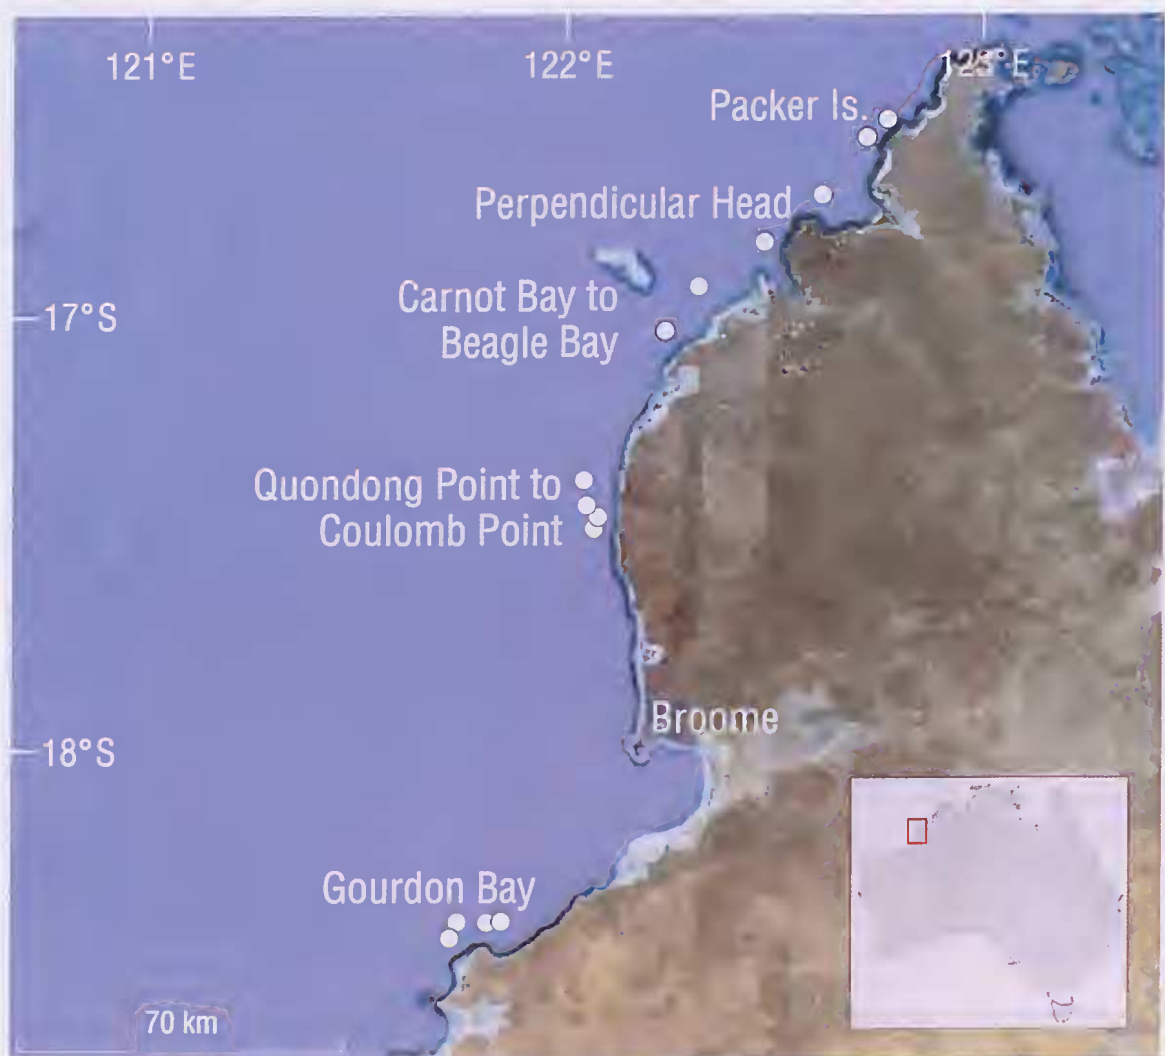 121°E
122°E
123°E
Packer Is.
Perpendicular Head
Carnot Bay to
Beagle Bay
17°S
Quondong Point to
Coulomb Point
Broome
18°S
Gourdon Bay
70 km